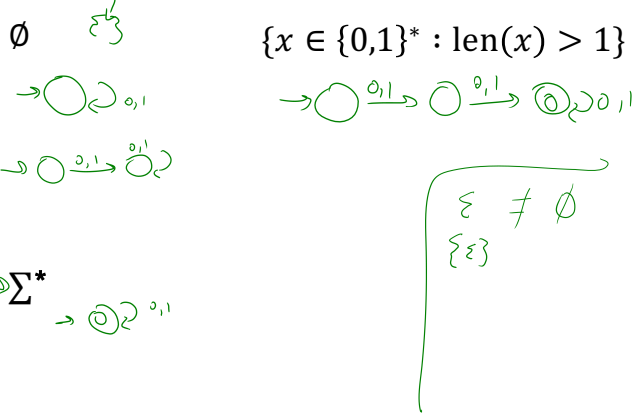 ∅ { }
{x ∈ {0,1}* : len(x) > 1}
0,1
0,1 0,1 0,1
0,1 0,1
ε ≠ ∅
{ε}
Σ*
0,1